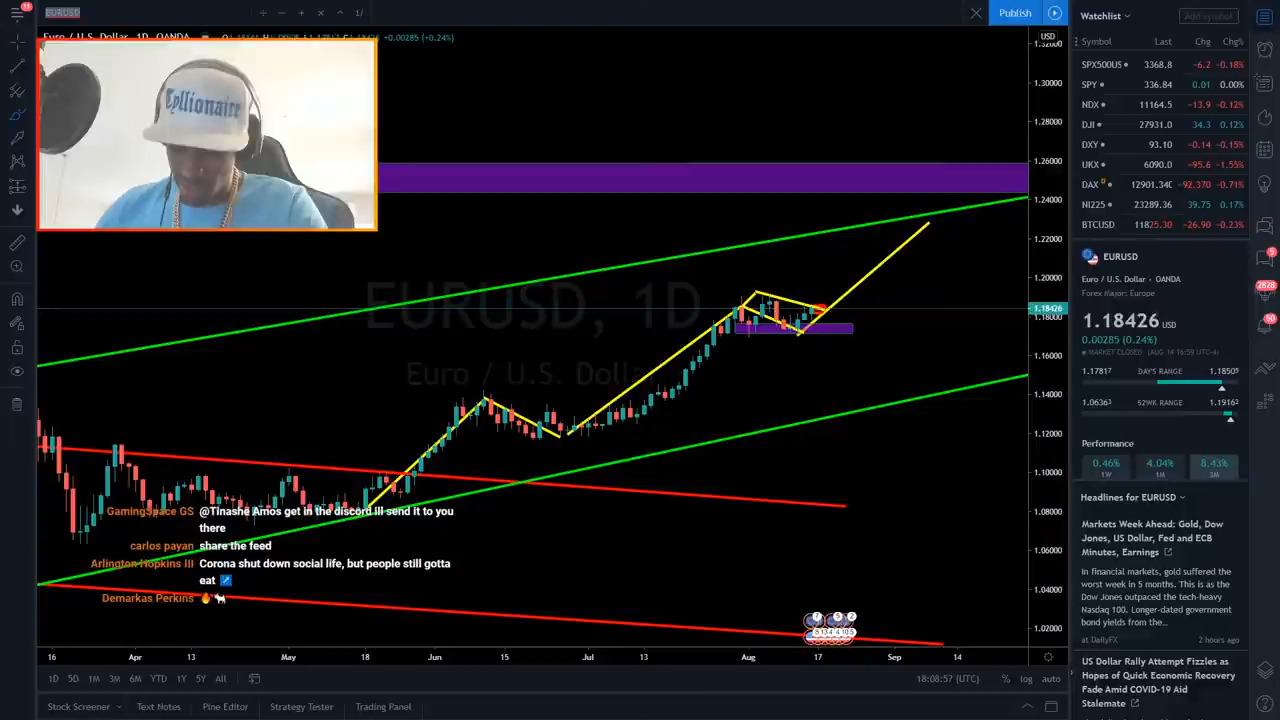 11
EURUSD
1/
Publish
Watchlist
Add symbol
Euro / U.S. Dollar, 1D, OANDA
+0.00285 (+0.24%)
USD
Symbol Last Chg Chg%
SPX500US 3368.8 -6.2 -0.18%
SPY 336.84 0.01 0.00%
NDX 11164.5 -13.9 -0.12%
DJI 27931.0 34.3 0.12%
DXY 93.10 -0.14 -0.15%
UKX 6090.0 -95.6 -1.55%
DAX D 12901.340 -92.370 -0.71%
NI225 23289.36 39.75 0.17%
BTCUSD 11825.30 -26.90 -0.23%
1.32000
1.30000
1.28000
1.26000
1.24000
1.22000
1.20000
1.18426
1.18000
1.16000
1.14000
1.12000
1.10000
1.08000
1.06000
1.04000
1.02000
Cyllionaire
EURUSD, 1D
Euro / U.S. Dollar
EURUSD
Euro / U.S. Dollar • OANDA
Forex Major: Europe
1.18426 USD
0.00285 (0.24%)
MARKET CLOSED (AUG 14 16:59 UTC-4)
1.17817 DAY'S RANGE 1.18505
1.06363 52WK RANGE 1.19162
Performance
0.46% 4.04% 8.43%
1W 1M 3M
Headlines for EURUSD
Markets Week Ahead: Gold, Dow
Jones, US Dollar, Fed and ECB
Minutes, Earnings
In financial markets, gold suffered the
worst week in 5 months. This is as the
Dow Jones outpaced the tech-heavy
Nasdaq 100. Longer-dated government
bond yields from the...
at DailyFX 2 hours ago
US Dollar Rally Attempt Fizzles as
Hopes of Quick Economic Recovery
Fade Amid COVID-19 Aid
Stalemate
5
2828
50
GamingSpace GS @Tinashe Amos get in the discord Ill send it to you
there
carlos payan share the feed
Arlington Hopkins III Corona shut down social life, but people still gotta
eat
Demarkas Perkins 🔥🐪
16 Apr 13 May 18 Jun 15 Jul 13 Aug 17 Sep 14
1D 5D 1M 3M 6M YTD 1Y 5Y All
18:08:57 (UTC) % log auto
Stock Screener Text Notes Pine Editor Strategy Tester Trading Panel